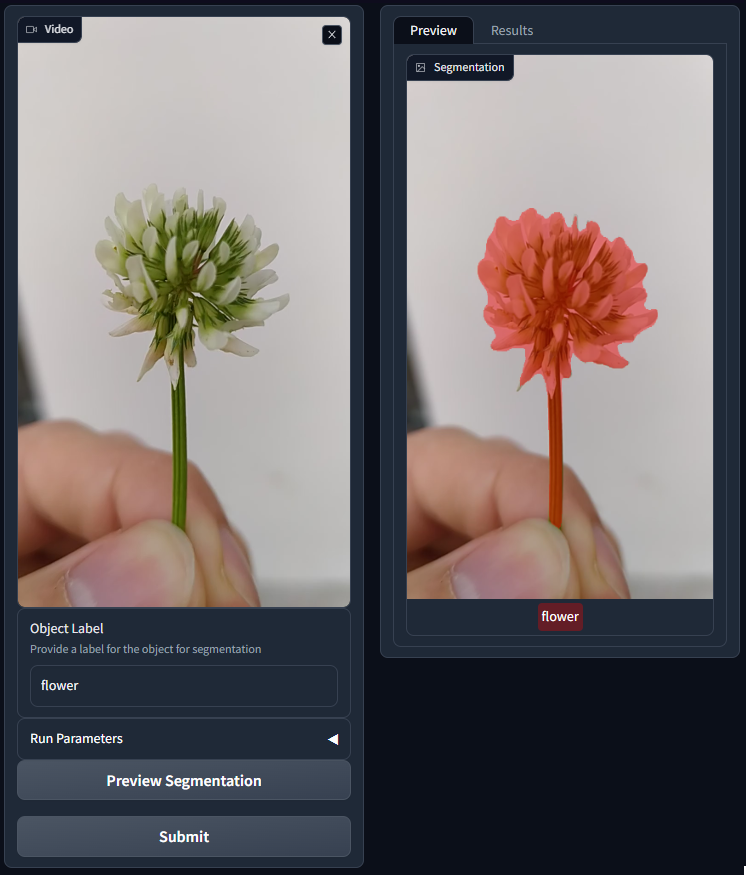 Video
Object Label
Provide a label for the object for segmentation
flower
Run Parameters
Preview Segmentation
Submit
Preview
Results
Segmentation
flower